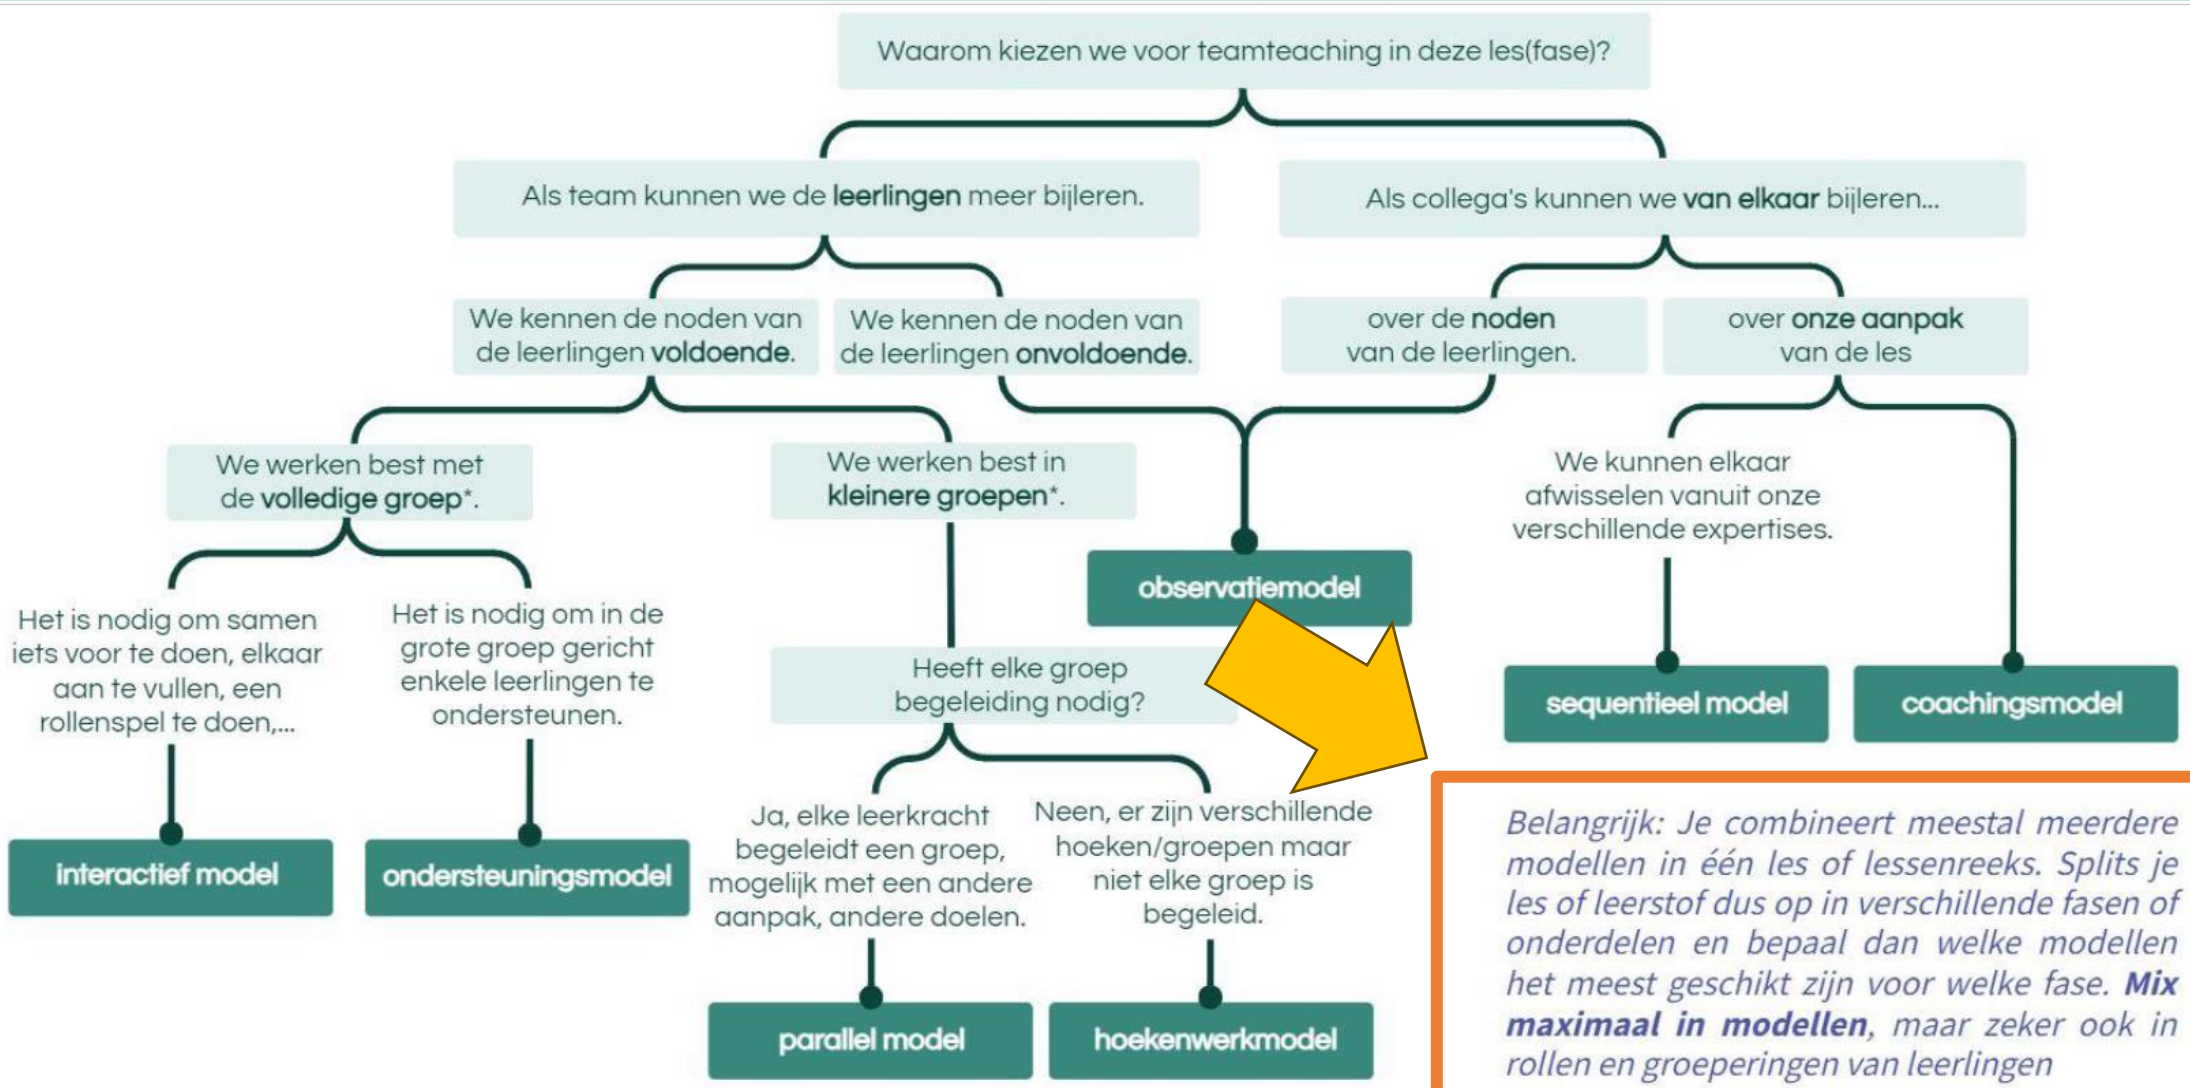 Waarom kiezen we voor teamteaching in deze les(fase)?
Als team kunnen we de leerlingen meer bijleren.
Als collega's kunnen we van elkaar bijleren...
We kennen de noden van
de leerlingen voldoende.
We kennen de noden van
de leerlingen onvoldoende.
over de noden
van de leerlingen.
over onze aanpak
van de les
We werken best met
de volledige groep*.
We werken best in
kleinere groepen*.
We kunnen elkaar
afwisselen vanuit onze
verschillende expertises.
observatiemodel
Het is nodig om samen
iets voor te doen, elkaar
aan te vullen, een
rollenspel te doen,...
Het is nodig om in de
grote groep gericht
enkele leerlingen te
ondersteunen.
Heeft elke groep
begeleiding nodig?
sequentieel model
coachingsmodel
Ja, elke leerkracht
begeleidt een groep,
mogelijk met een andere
aanpak, andere doelen.
Neen, er zijn verschillende
hoeken/groepen maar
niet elke groep is
begeleid.
interactief model
ondersteuningsmodel
parallel model
hoekenwerkmodel
Belangrijk: Je combineert meestal meerdere
modellen in één les of lessenreeks. Splits je
les of leerstof dus op in verschillende fasen of
onderdelen en bepaal dan welke modellen
het meest geschikt zijn voor welke fase. Mix
maximaal in modellen, maar zeker ook in
rollen en groeperingen van leerlingen